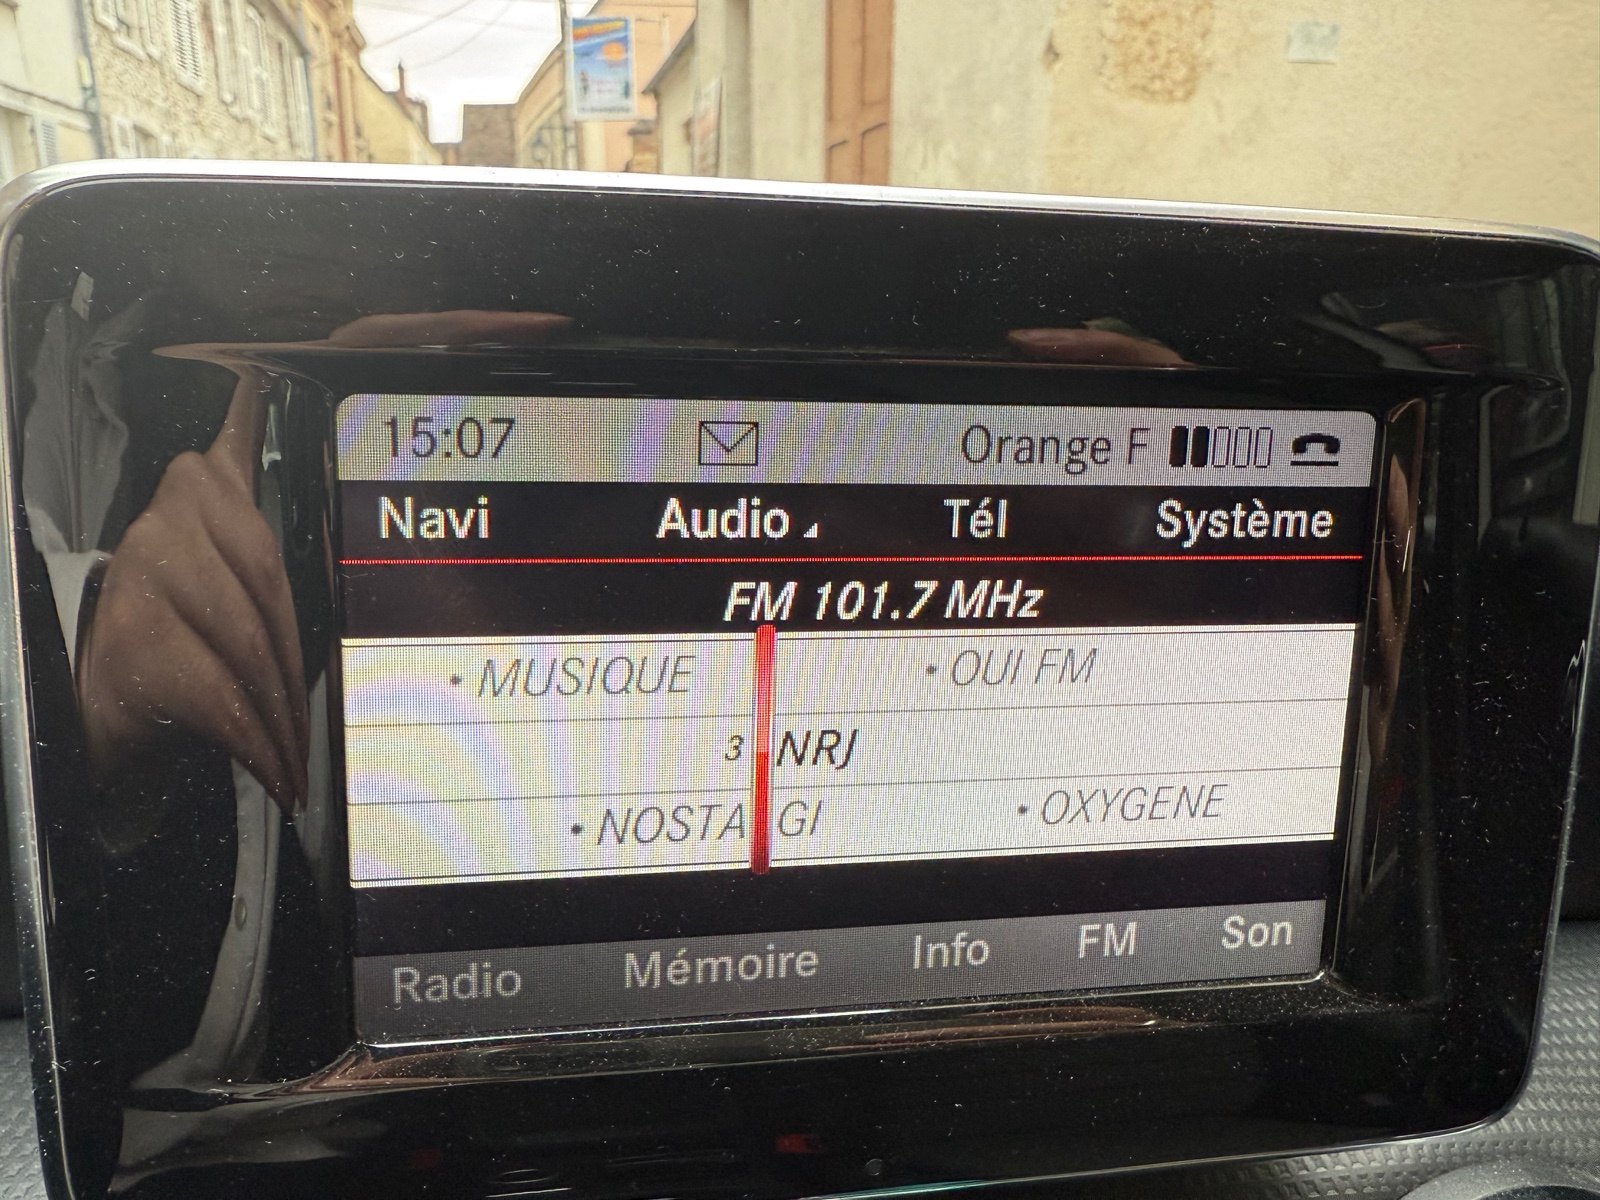 15:07 Orange F
Navi Audio Tél Système
FM 101.7 MHz
• MUSIQUE • OUI FM
3 NRJ
• NOSTA GI • OXYGENE
Radio Mémoire Info FM Son